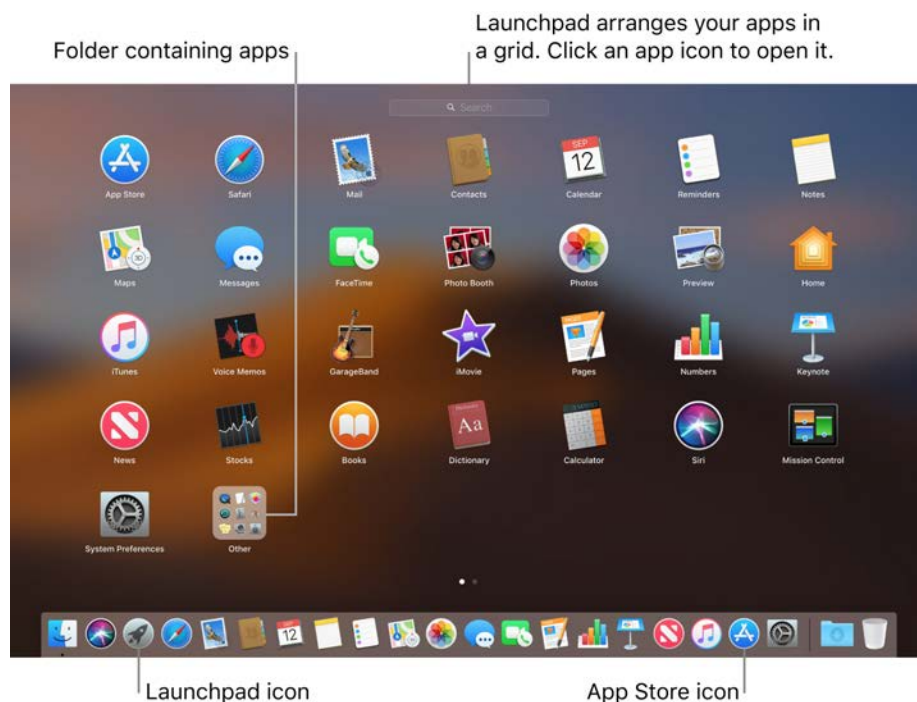 Launchpad arranges your apps in
a grid. Click an app icon to open it.
Folder containing apps
Search
App Store
Safari
Mail
SEP
12
Contacts
Calendar
Reminders
Notes
3D
Maps
Messages
FaceTime
Photo Booth
Photos
Preview
Home
iTunes
Voice Memos
GarageBand
iMovie
Pages
Numbers
Keynote
Aa
News
Stocks
Books
Dictionary
Calculator
Siri
Mission Control
System Preferences
Other
SEP
12
Launchpad icon
App Store icon